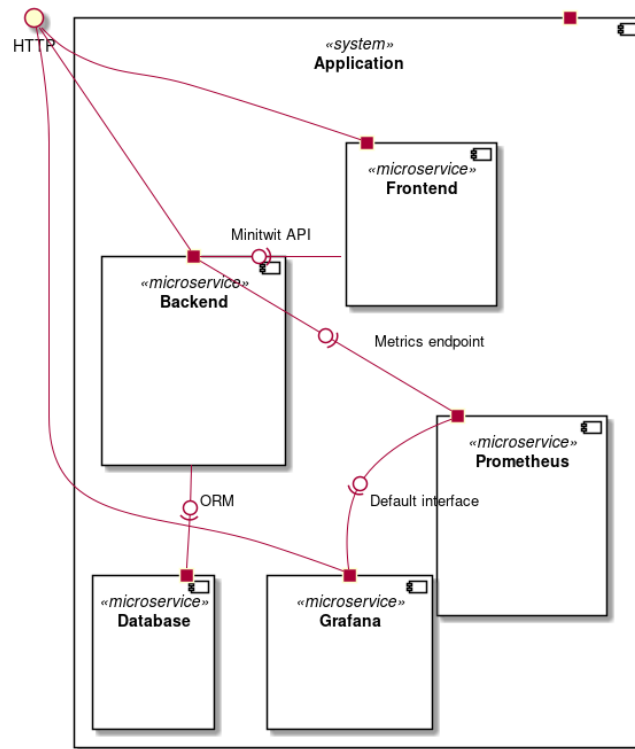 HTTP
«system»
Application
«microservice»
Frontend
Minitwit API
«microservice»
Backend
Metrics endpoint
«microservice»
Prometheus
ORM
Default interface
«microservice»
Database
«microservice»
Grafana